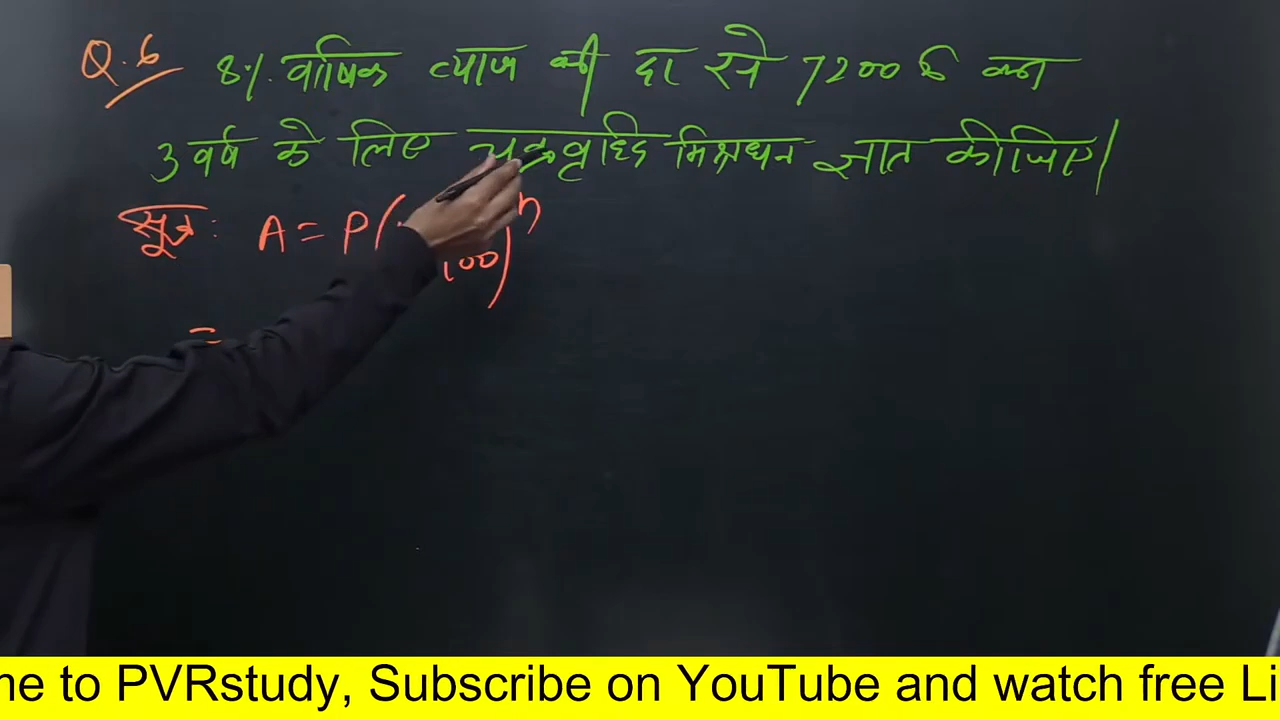 Q.6 8%. वार्षिक व्याज की दर से 7200 रु का
3 वर्ष के लिए चक्रवृद्धि मिश्रधन ज्ञात कीजिए।
सूत्र: A = P( 100)n
=
me to PVRstudy, Subscribe on YouTube and watch free Li